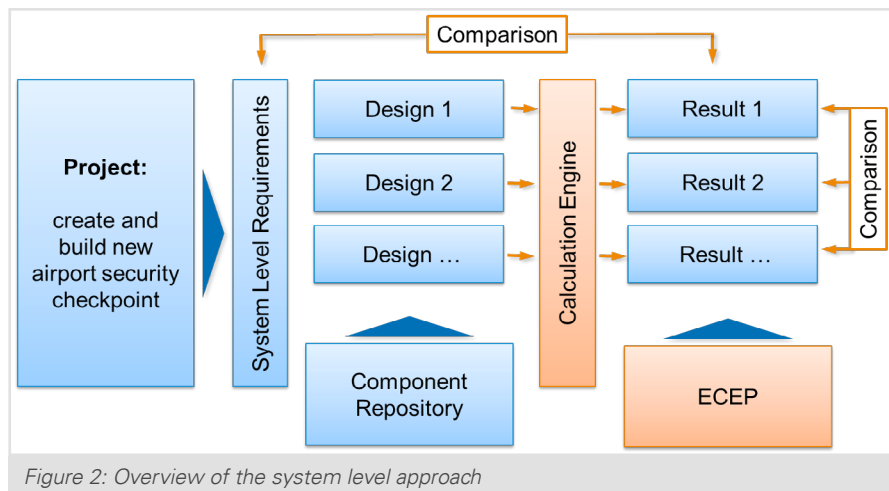 Comparison
Project:
create and
build new
airport security
checkpoint
System Level Requirements
Design 1
Design 2
Design ...
Calculation Engine
Result 1
Result 2
Result ...
Comparison
Component
Repository
ECEP
Figure 2: Overview of the system level approach